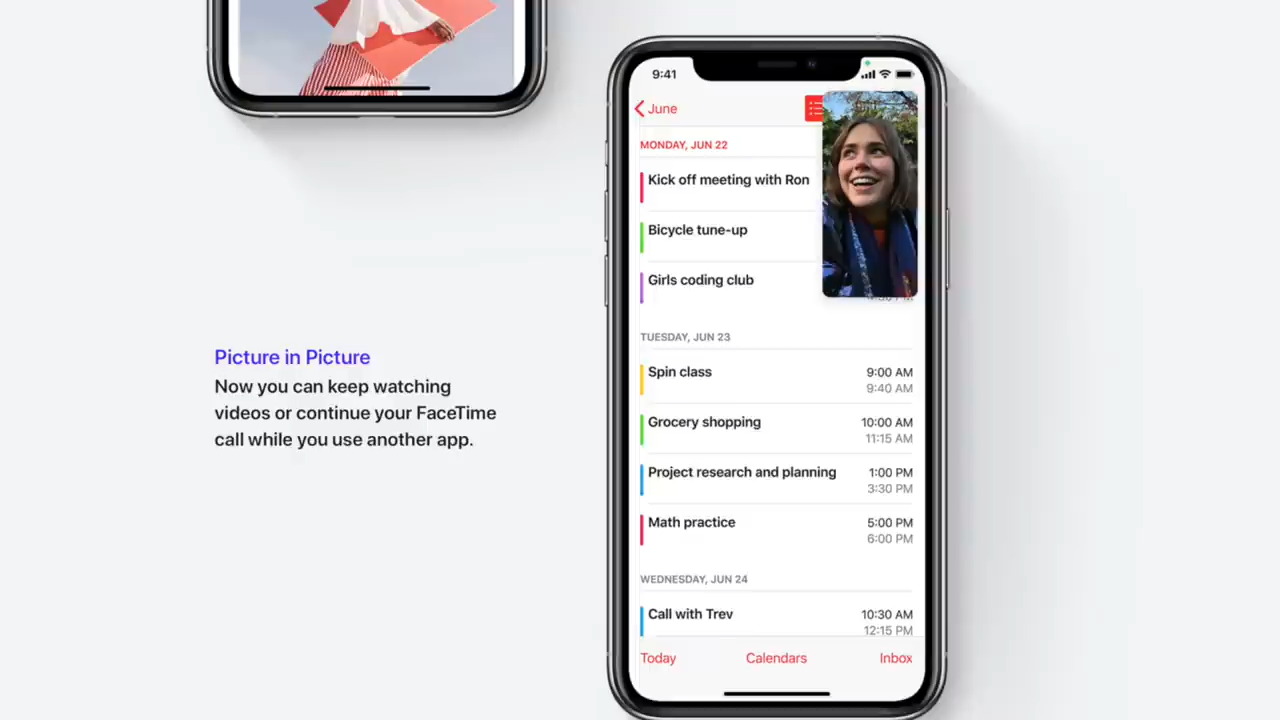 Picture in Picture
Now you can keep watching
videos or continue your FaceTime
call while you use another app.
9:41
June
MONDAY, JUN 22
Kick off meeting with Ron
Bicycle tune-up
Girls coding club
TUESDAY, JUN 23
Spin class 9:00 AM
9:40 AM
Grocery shopping 10:00 AM
11:15 AM
Project research and planning 1:00 PM
3:30 PM
Math practice 5:00 PM
6:00 PM
WEDNESDAY, JUN 24
Call with Trev 10:30 AM
12:15 PM
Today Calendars Inbox